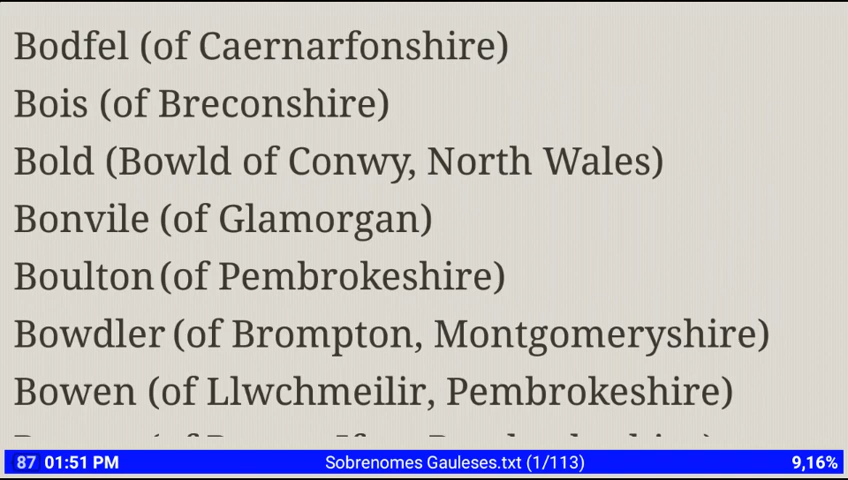 Bodfel (of Caernarfonshire)
Bois (of Breconshire)
Bold (Bowld of Conwy, North Wales)
Bonvile (of Glamorgan)
Boulton (of Pembrokeshire)
Bowdler (of Brompton, Montgomeryshire)
Bowen (of Llwchmeilir, Pembrokeshire)
87 01:51 PM Sobrenomes Gauleses.txt (1/113) 9,16%